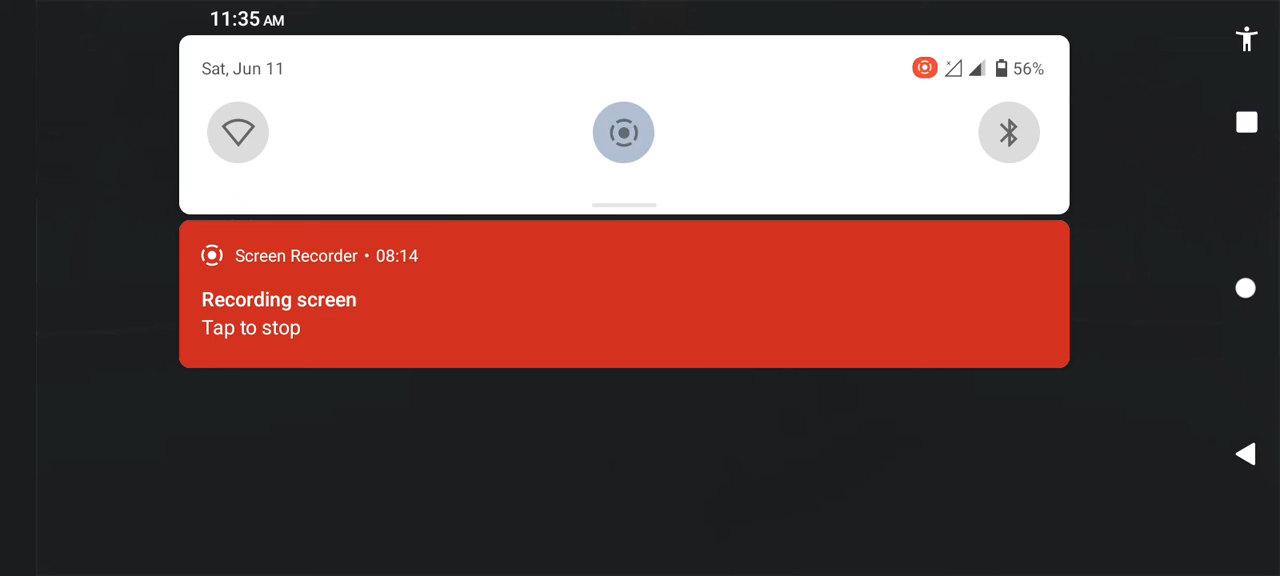 11:35 AM
Sat, Jun 11
56%
Screen Recorder • 08:14
Recording screen
Tap to stop